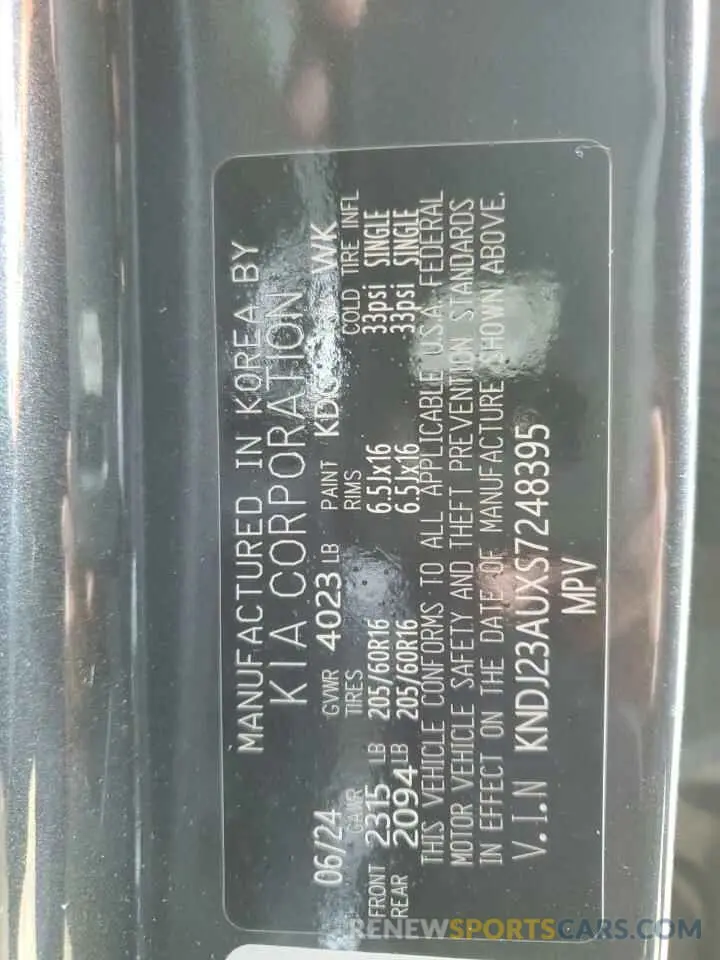 MANUFACTURED IN KOREA BY
KIA CORPORATION
06/24 GVWR 4023 LB PAINT WK
GAWR TIRES RIMS COLD TIRE INFL
FRONT 2315 LB 205/60R16 6.5Jx16 33psi SINGLE
REAR 2094 LB 205/60R16 6.5Jx16 33psi SINGLE
THIS VEHICLE CONFORMS TO ALL APPLICABLE U.S.A. FEDERAL
MOTOR VEHICLE SAFETY AND THEFT PREVENTION STANDARDS
IN EFFECT ON THE DATE OF MANUFACTURE SHOWN ABOVE.
V.I.N KNDJ23AUXS7248395
MPV
RENEWSPORTSCARS.COM